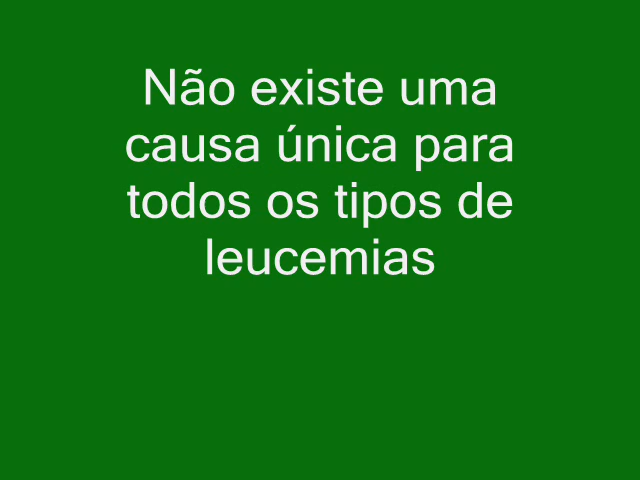 Não existe uma
causa única para
todos os tipos de
leucemias